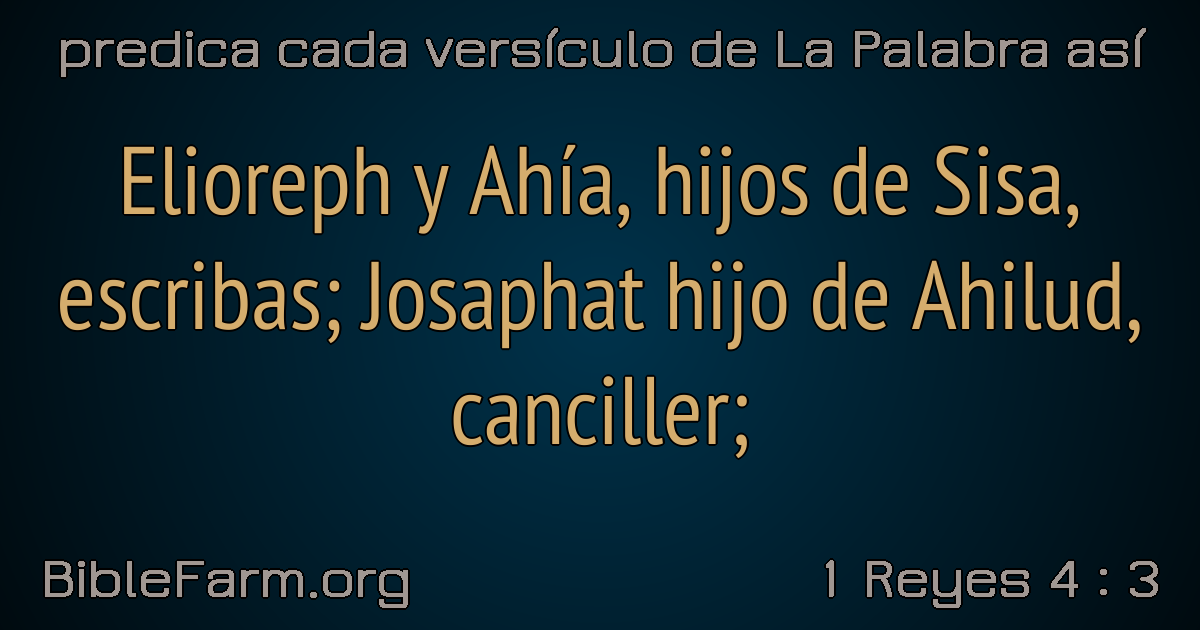 predica cada versículo de La Palabra así
Elioreph y Ahía, hijos de Sisa,
escribas; Josaphat hijo de Ahilud,
canciller;
BibleFarm.org
1 Reyes 4 : 3